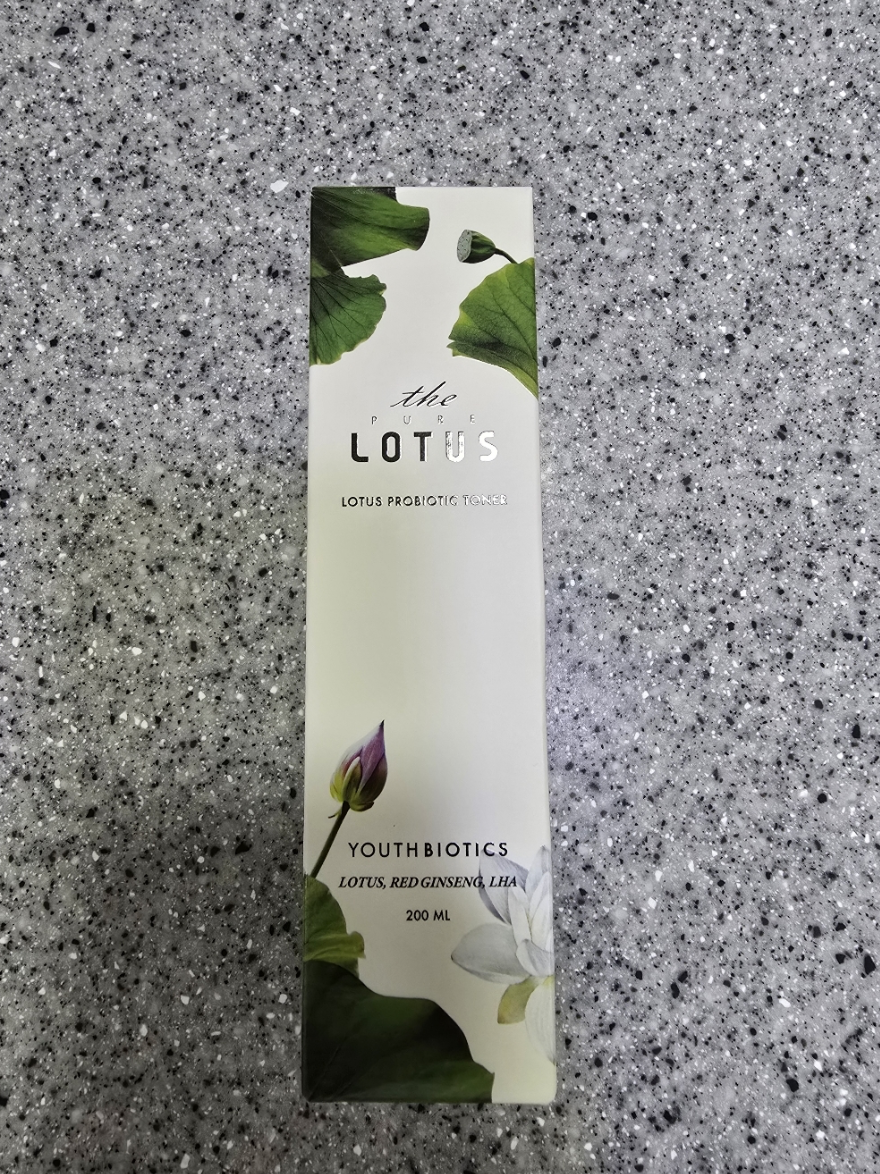 the
PURE
LOTUS
LOTUS PROBIOTIC TONER
YOUTHBIOTICS
LOTUS, RED GINSENG, LHA
200 ML